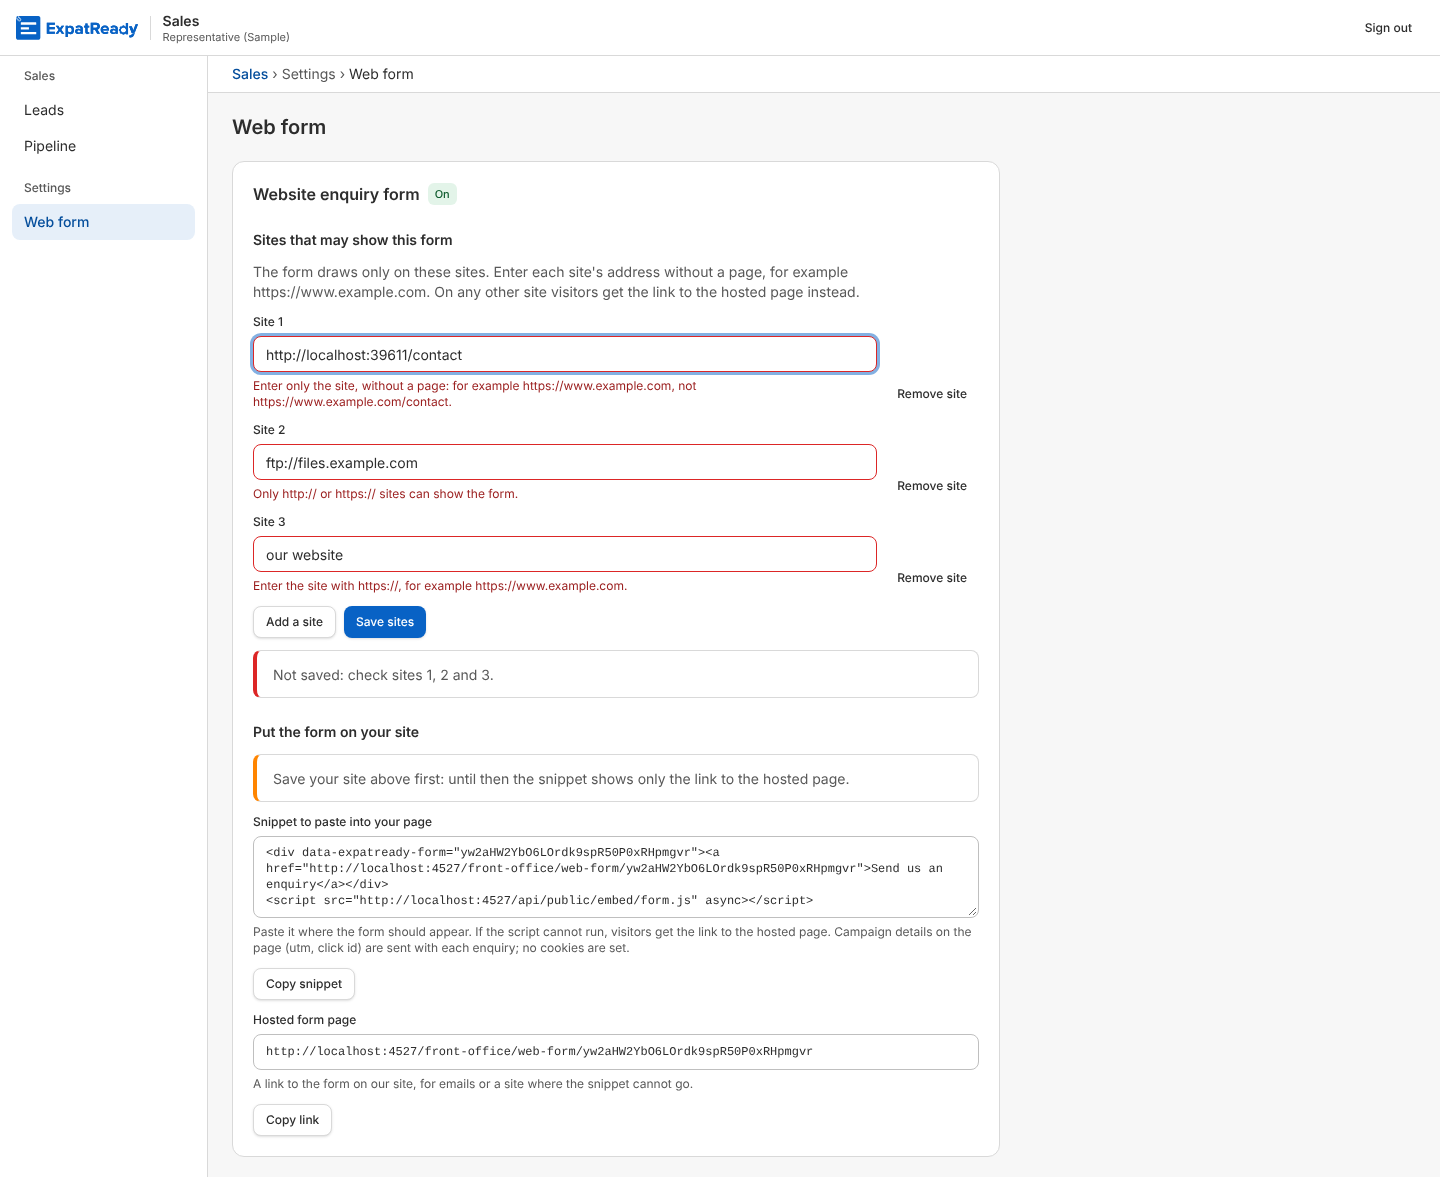 ExpatReady
Sales
Representative (Sample)
Sign out
Sales
Leads
Pipeline
Settings
Web form
Sales › Settings › Web form
Web form
Website enquiry form On
Sites that may show this form
The form draws only on these sites. Enter each site's address without a page, for example
https://www.example.com. On any other site visitors get the link to the hosted page instead.
Site 1
http://localhost:39611/contact
Enter only the site, without a page: for example https://www.example.com, not
https://www.example.com/contact.
Remove site
Site 2
ftp://files.example.com
Only http:// or https:// sites can show the form.
Remove site
Site 3
our website
Enter the site with https://, for example https://www.example.com.
Remove site
Add a site Save sites
Not saved: check sites 1, 2 and 3.
Put the form on your site
Save your site above first: until then the snippet shows only the link to the hosted page.
Snippet to paste into your page
<div data-expatready-form="yw2aHW2YbO6LOrdk9spR50P0xRHpmgvr"><a
href="http://localhost:4527/front-office/web-form/yw2aHW2YbO6LOrdk9spR50P0xRHpmgvr">Send us an
enquiry</a></div>
<script src="http://localhost:4527/api/public/embed/form.js" async></script>
Paste it where the form should appear. If the script cannot run, visitors get the link to the hosted page. Campaign details on the
page (utm, click id) are sent with each enquiry; no cookies are set.
Copy snippet
Hosted form page
http://localhost:4527/front-office/web-form/yw2aHW2YbO6LOrdk9spR50P0xRHpmgvr
A link to the form on our site, for emails or a site where the snippet cannot go.
Copy link